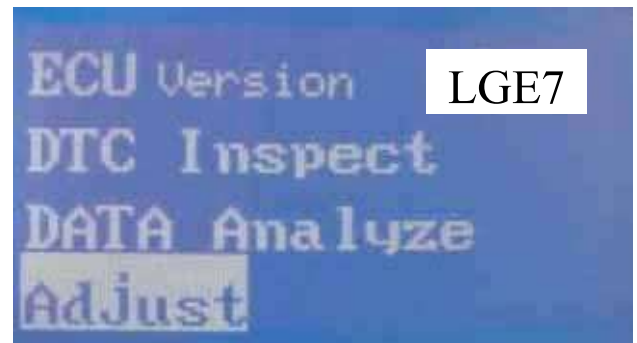 ECU Version
LGE7
DTC Inspect
DATA Analyze
Adjust